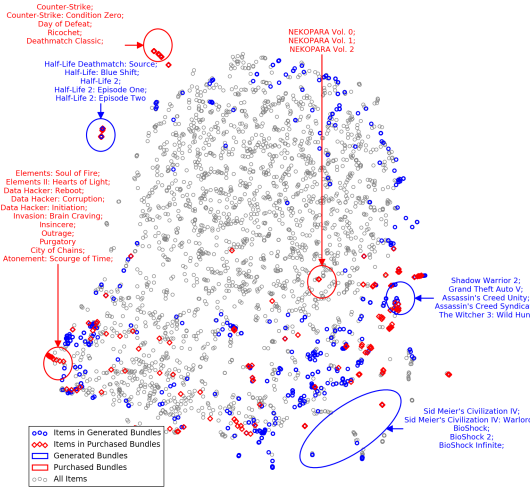 Counter-Strike;
Counter-Strike: Condition Zero;
Day of Defeat;
Ricochet;
Deathmatch Classic;
NEKOPARA Vol. 0;
NEKOPARA Vol. 1;
NEKOPARA Vol. 2
Half-Life Deathmatch: Source;
Half-Life: Blue Shift;
Half-Life 2;
Half-Life 2: Episode One;
Half-Life 2: Episode Two
Elements: Soul of Fire;
Elements II: Hearts of Light;
Data Hacker: Reboot;
Data Hacker: Corruption;
Data Hacker: Initiation;
Invasion: Brain Craving;
Insincere;
Outrage;
Purgatory
City of Chains;
Atonement: Scourge of Time;
Shadow Warrior 2;
Grand Theft Auto V;
Assassin's Creed Unity;
Assassin's Creed Syndica
The Witcher 3: Wild Hun
Sid Meier's Civilization IV;
Sid Meier's Civilization IV: Warlord
BioShock;
BioShock 2;
BioShock Infinite;
Items in Generated Bundles
Items in Purchased Bundles
Generated Bundles
Purchased Bundles
All Items